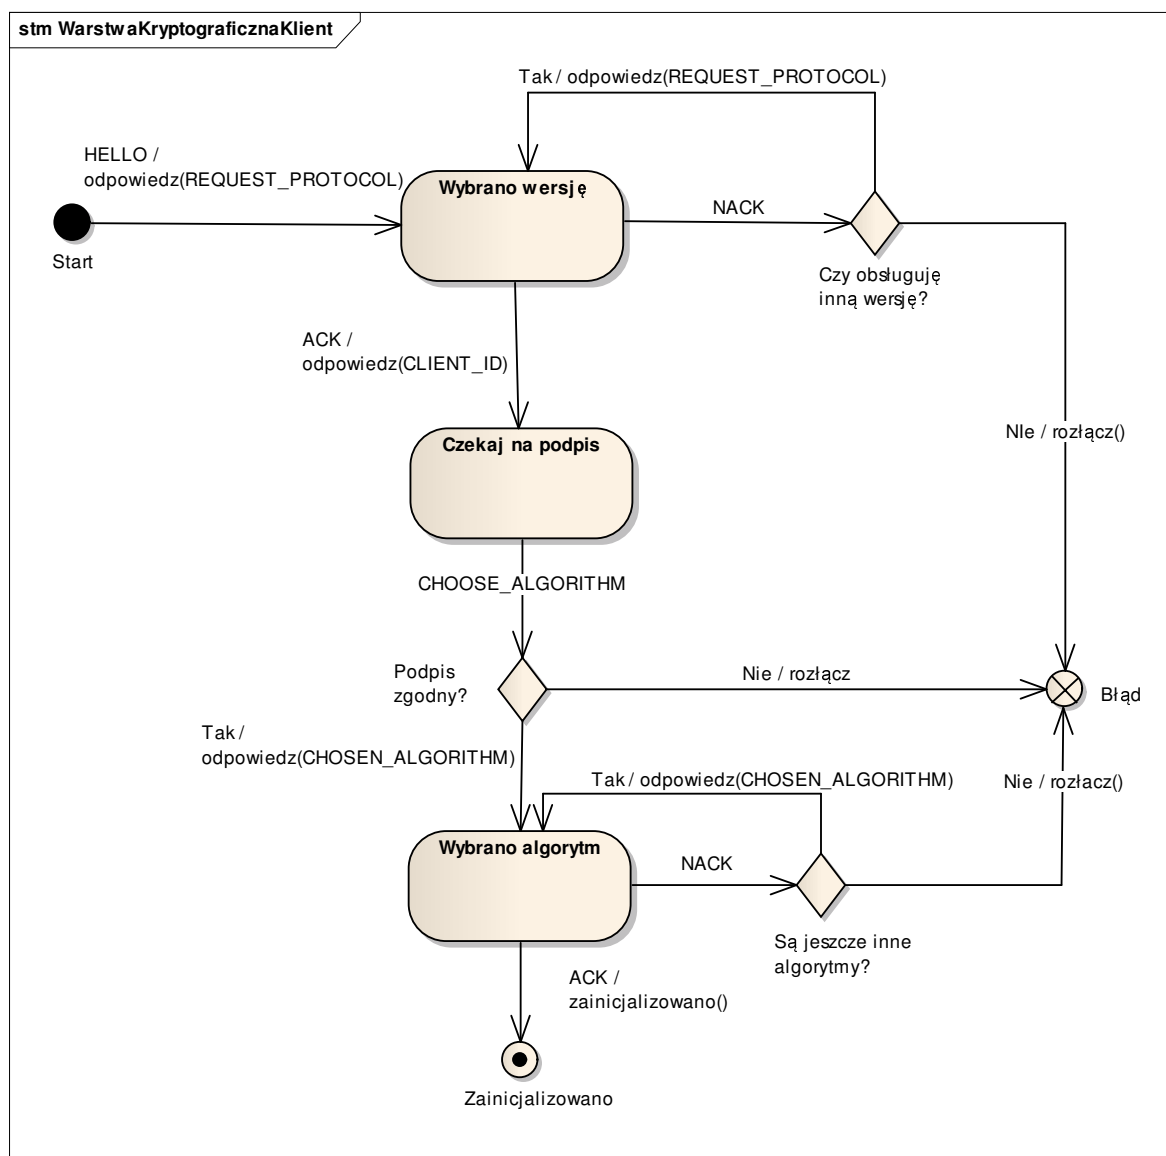 stm WarstwaKryptograficznaKlient
Tak / odpowiedz(REQUEST_PROTOCOL)
HELLO /
odpowiedz(REQUEST_PROTOCOL)
Wybrano wersję
NACK
Start
Czy obsługuję
inną wersję?
ACK /
odpowiedz(CLIENT_ID)
NIe / rozłącz()
Czekaj na podpis
CHOOSE_ALGORITHM
Podpis
zgodny?
Nie / rozłącz
Błąd
Tak /
odpowiedz(CHOSEN_ALGORITHM)
Tak / odpowiedz(CHOSEN_ALGORITHM)
Nie / rozłacz()
Wybrano algorytm
NACK
Są jeszcze inne
algorytmy?
ACK /
zainicjalizowano()
Zainicjalizowano